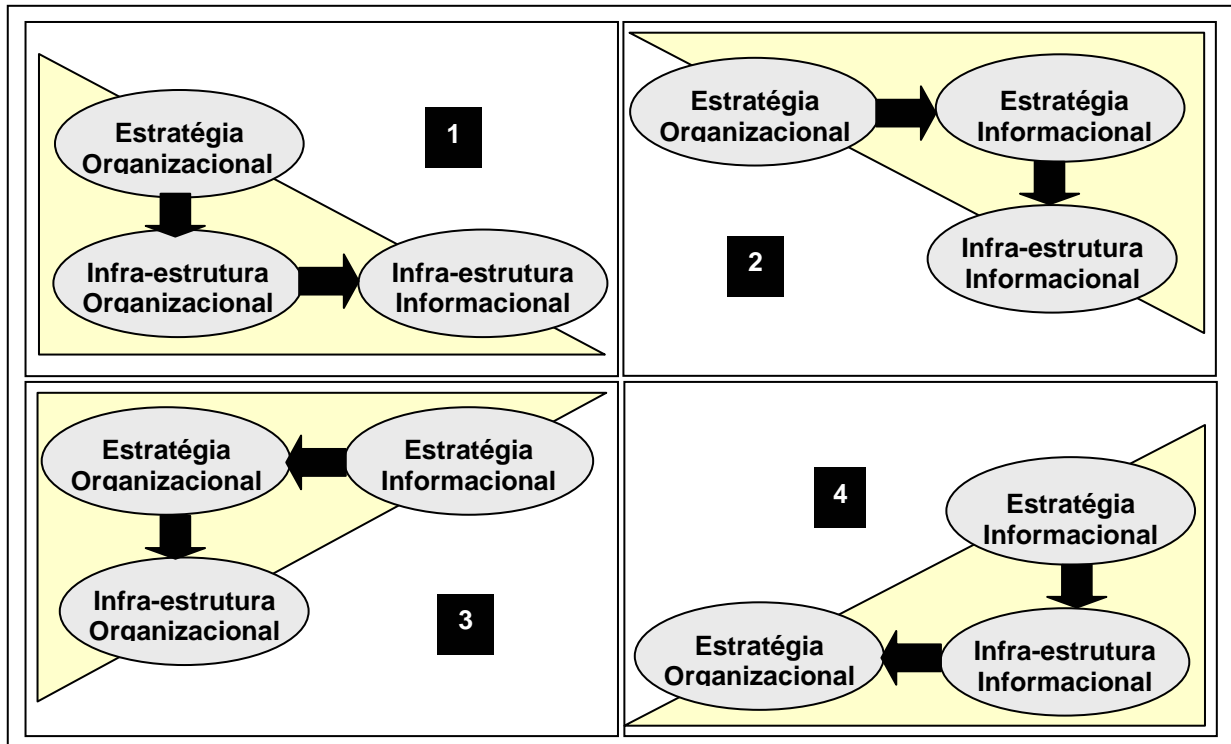 Estratégia
Organizacional
1
Infra-estrutura
Organizacional
Infra-estrutura
Informacional
Estratégia
Organizacional
Estratégia
Informacional
2
Infra-estrutura
Informacional
Estratégia
Organizacional
Estratégia
Informacional
Infra-estrutura
Organizacional
3
4
Estratégia
Informacional
Estratégia
Organizacional
Infra-estrutura
Informacional